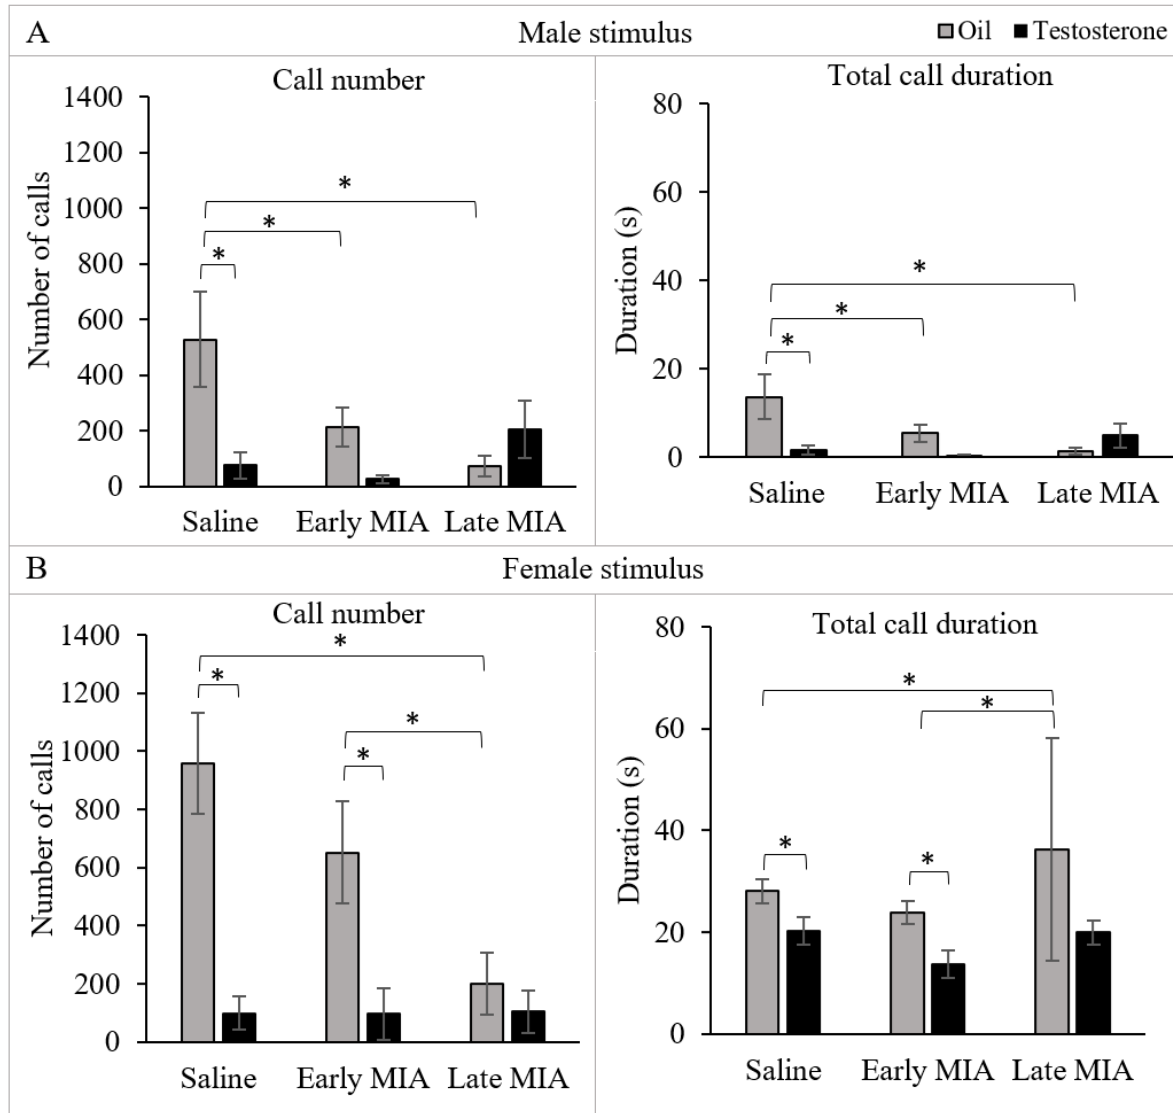 A
Male stimulus
Oil Testosterone
Call number
Number of calls
1400
1200
1000
800
600
400
200
0
*
*
*
Saline Early MIA Late MIA
Total call duration
Duration (s)
80
60
40
20
0
*
*
*
Saline Early MIA Late MIA
B
Female stimulus
Call number
Number of calls
1400
1200
1000
800
600
400
200
0
*
*
*
*
Saline Early MIA Late MIA
Total call duration
Duration (s)
80
60
40
20
0
*
*
*
*
Saline Early MIA Late MIA